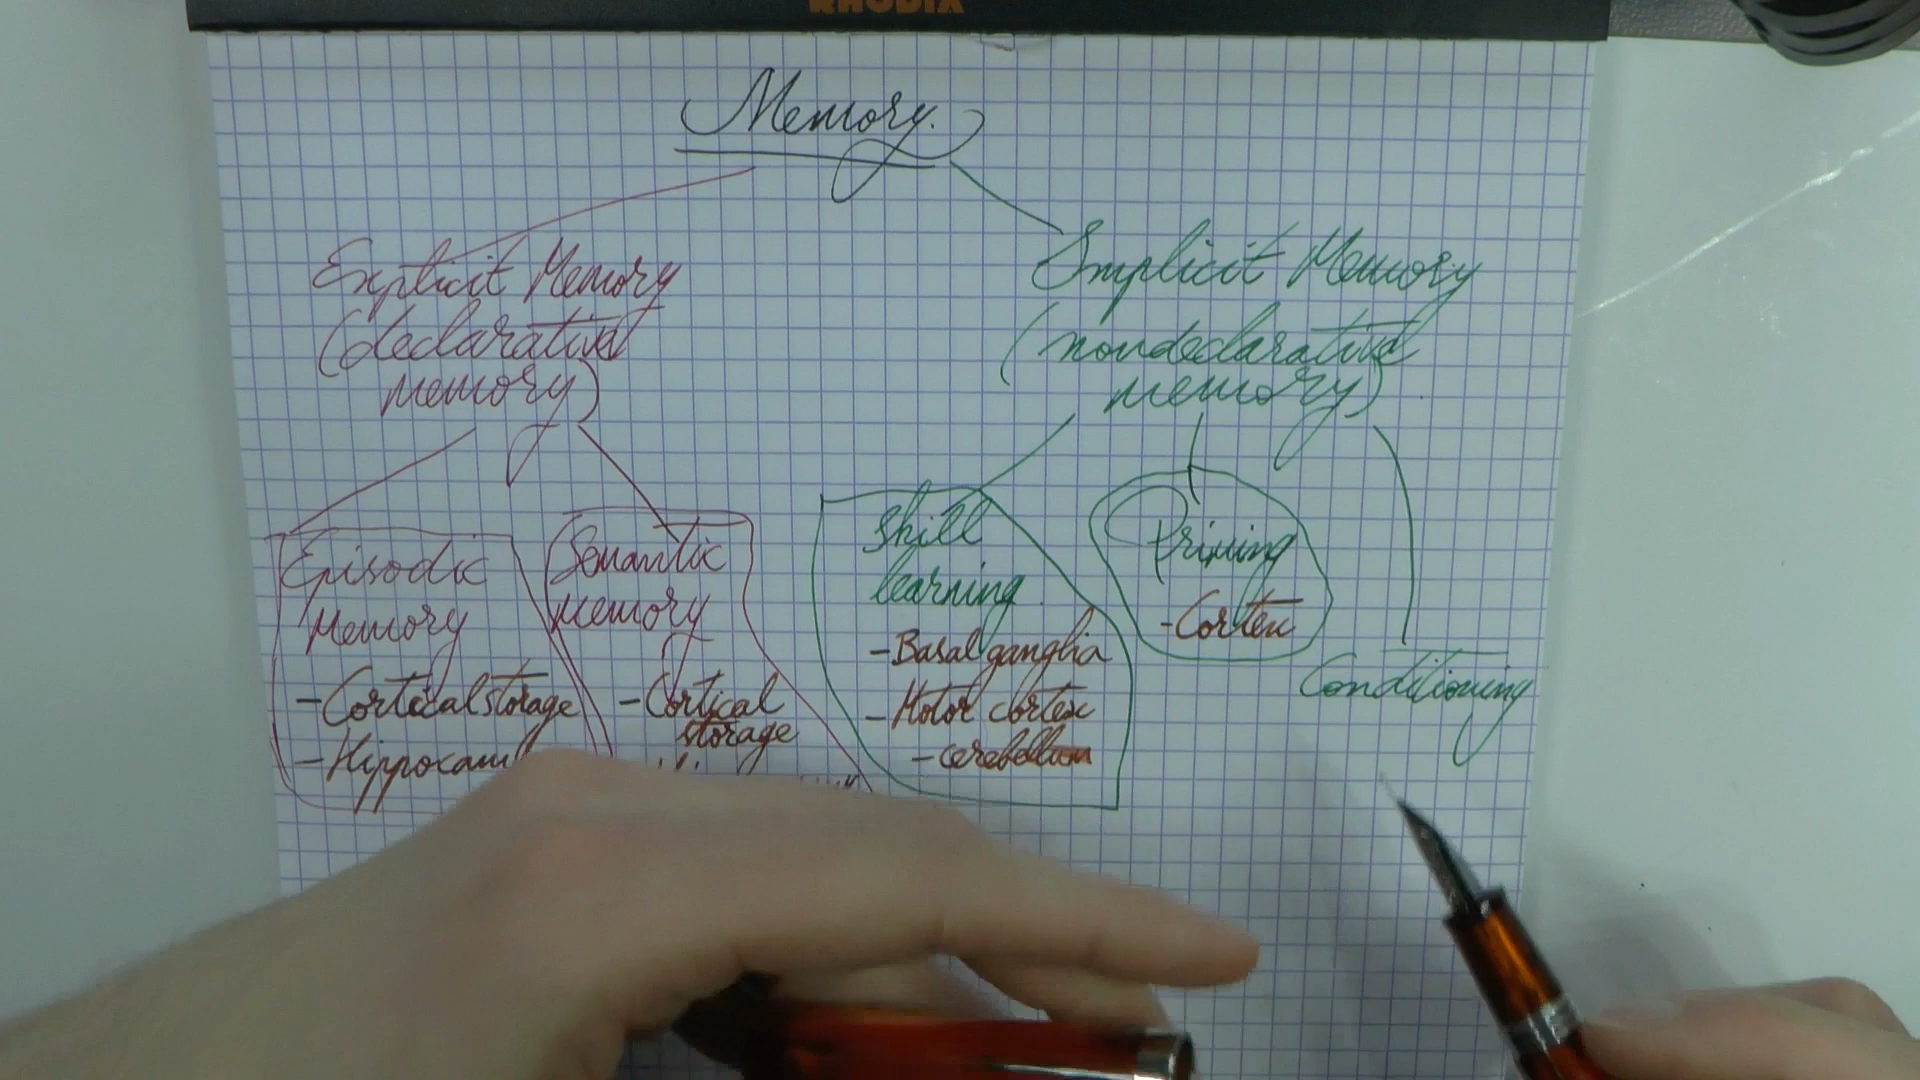 RHODIA
Memory.
Explicit Memory
(declarative
memory)
Implicit Memory
(nondeclarative
memory)
Episodic
Memory
-Cortical storage
-Hippocam
Semantic
memory
-Cortical
storage
Skill
learning
-Basal ganglia
-Motor cortex
-cerebellum
Priming
-Cortex
Conditioning